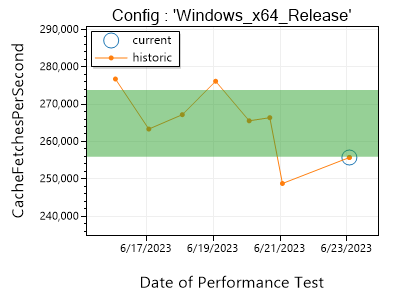 Config : 'Windows_x64_Release'
current
historic
CacheFetchesPerSecond
290,000
280,000
270,000
260,000
250,000
240,000
6/17/2023 6/19/2023 6/21/2023 6/23/2023
Date of Performance Test